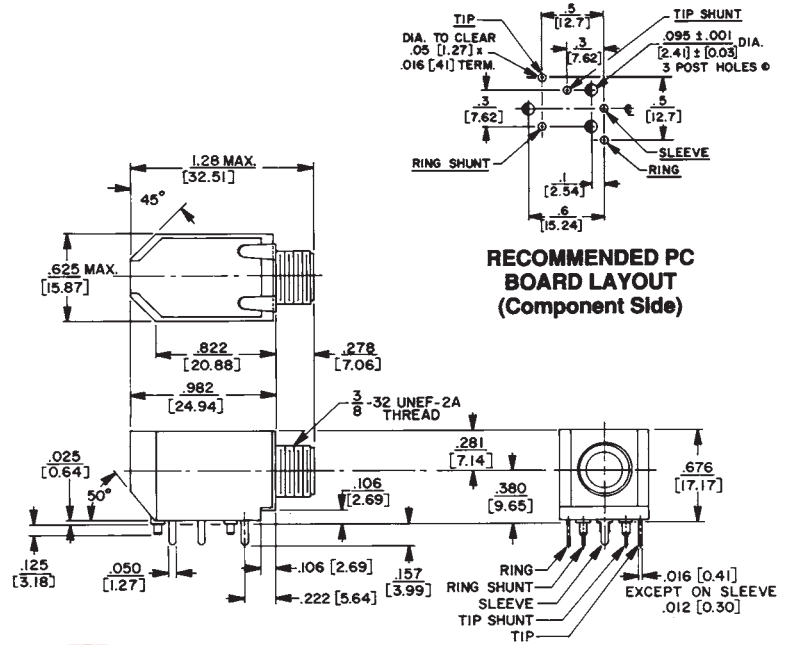 TIP
.5
[12.7]
TIP SHUNT
DIA. TO CLEAR
.05 [1.27] x
.016 [.41] TERM.
.3
[7.62]
.095 ±.001
[2.41] ± [0.03] DIA.
3 POST HOLES
.3
[7.62]
.5
[12.7]
RING SHUNT
SLEEVE
RING
.1
[2.54]
.6
[15.24]
RECOMMENDED PC
BOARD LAYOUT
(Component Side)
1.28 MAX.
[32.51]
45°
.625 MAX.
[15.87]
.822
[20.88]
.278
[7.06]
.982
[24.94]
3/8-32 UNEF-2A
THREAD
.025
[0.64]
50°
.106
[2.69]
.281
[7.14]
.380
[9.65]
.676
[17.17]
.125
[3.18]
.050
[1.27]
.106 [2.69]
.222 [5.64]
.157
[3.99]
RING
RING SHUNT
SLEEVE
TIP SHUNT
TIP
.016 [0.41]
EXCEPT ON SLEEVE
.012 [0.30]